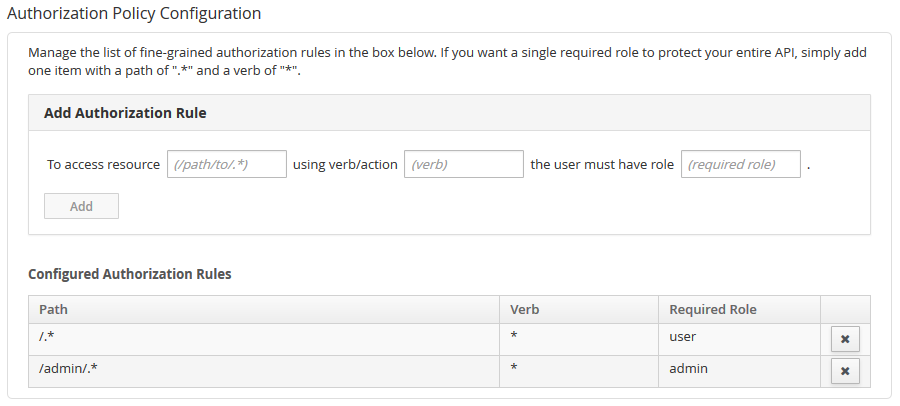 Authorization Policy Configuration
Manage the list of fine-grained authorization rules in the box below. If you want a single required role to protect your entire API, simply add
one item with a path of ".*" and a verb of "*".
Add Authorization Rule
To access resource (/path/to/.*) using verb/action (verb) the user must have role (required role) .
Add
Configured Authorization Rules
Path Verb Required Role
/.* * user
/admin/.* * admin